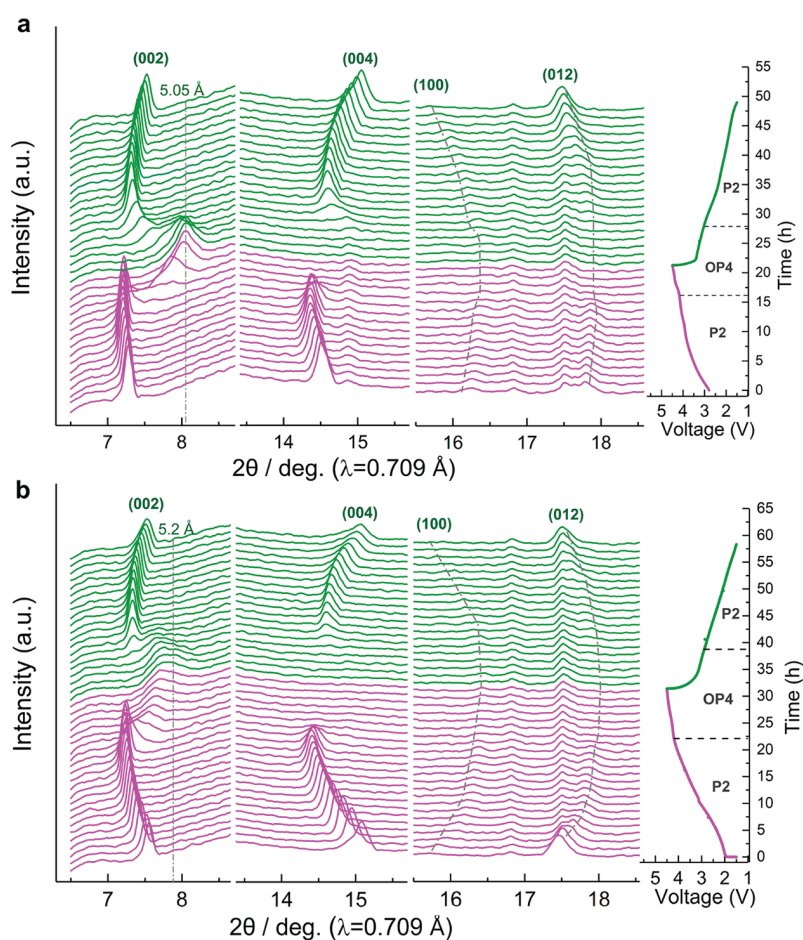 a
(002)
5.05 Å
(004)
(100)
(012)
Intensity (a.u.)
7
8
14
15
16
17
18
2θ / deg. (λ=0.709 Å)
P2
OP4
P2
55
50
45
40
35
30
25
20
15
10
5
0
Time (h)
5 4 3 2 1
Voltage (V)
b
(002)
5.2 Å
(004)
(100)
(012)
Intensity (a.u.)
7
8
14
15
16
17
18
2θ / deg. (λ=0.709 Å)
P2
OP4
P2
65
60
55
50
45
40
35
30
25
20
15
10
5
0
Time (h)
5 4 3 2 1
Voltage (V)